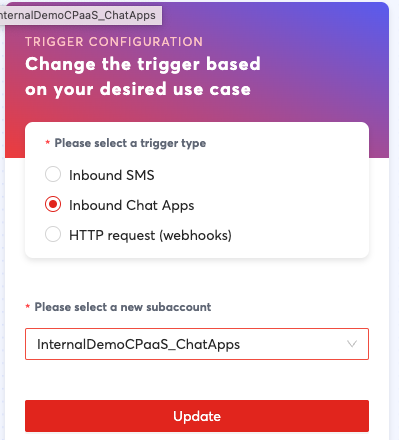 nternalDemoCPaaS_ChatApps
TRIGGER CONFIGURATION
Change the trigger based
on your desired use case
* Please select a trigger type
Inbound SMS
Inbound Chat Apps
HTTP request (webhooks)
* Please select a new subaccount
InternalDemoCPaaS_ChatApps
Update